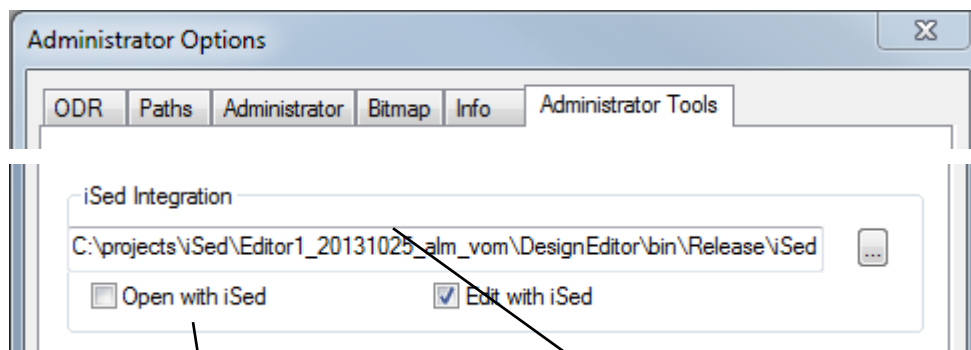 Administrator Options
ODR Paths Administrator Bitmap Info Administrator Tools
iSed Integration
C:\projects\iSed\Editor1_20131025_alm_vom\DesignEditor\bin\Release\iSed ...
Open with iSed Edit with iSed